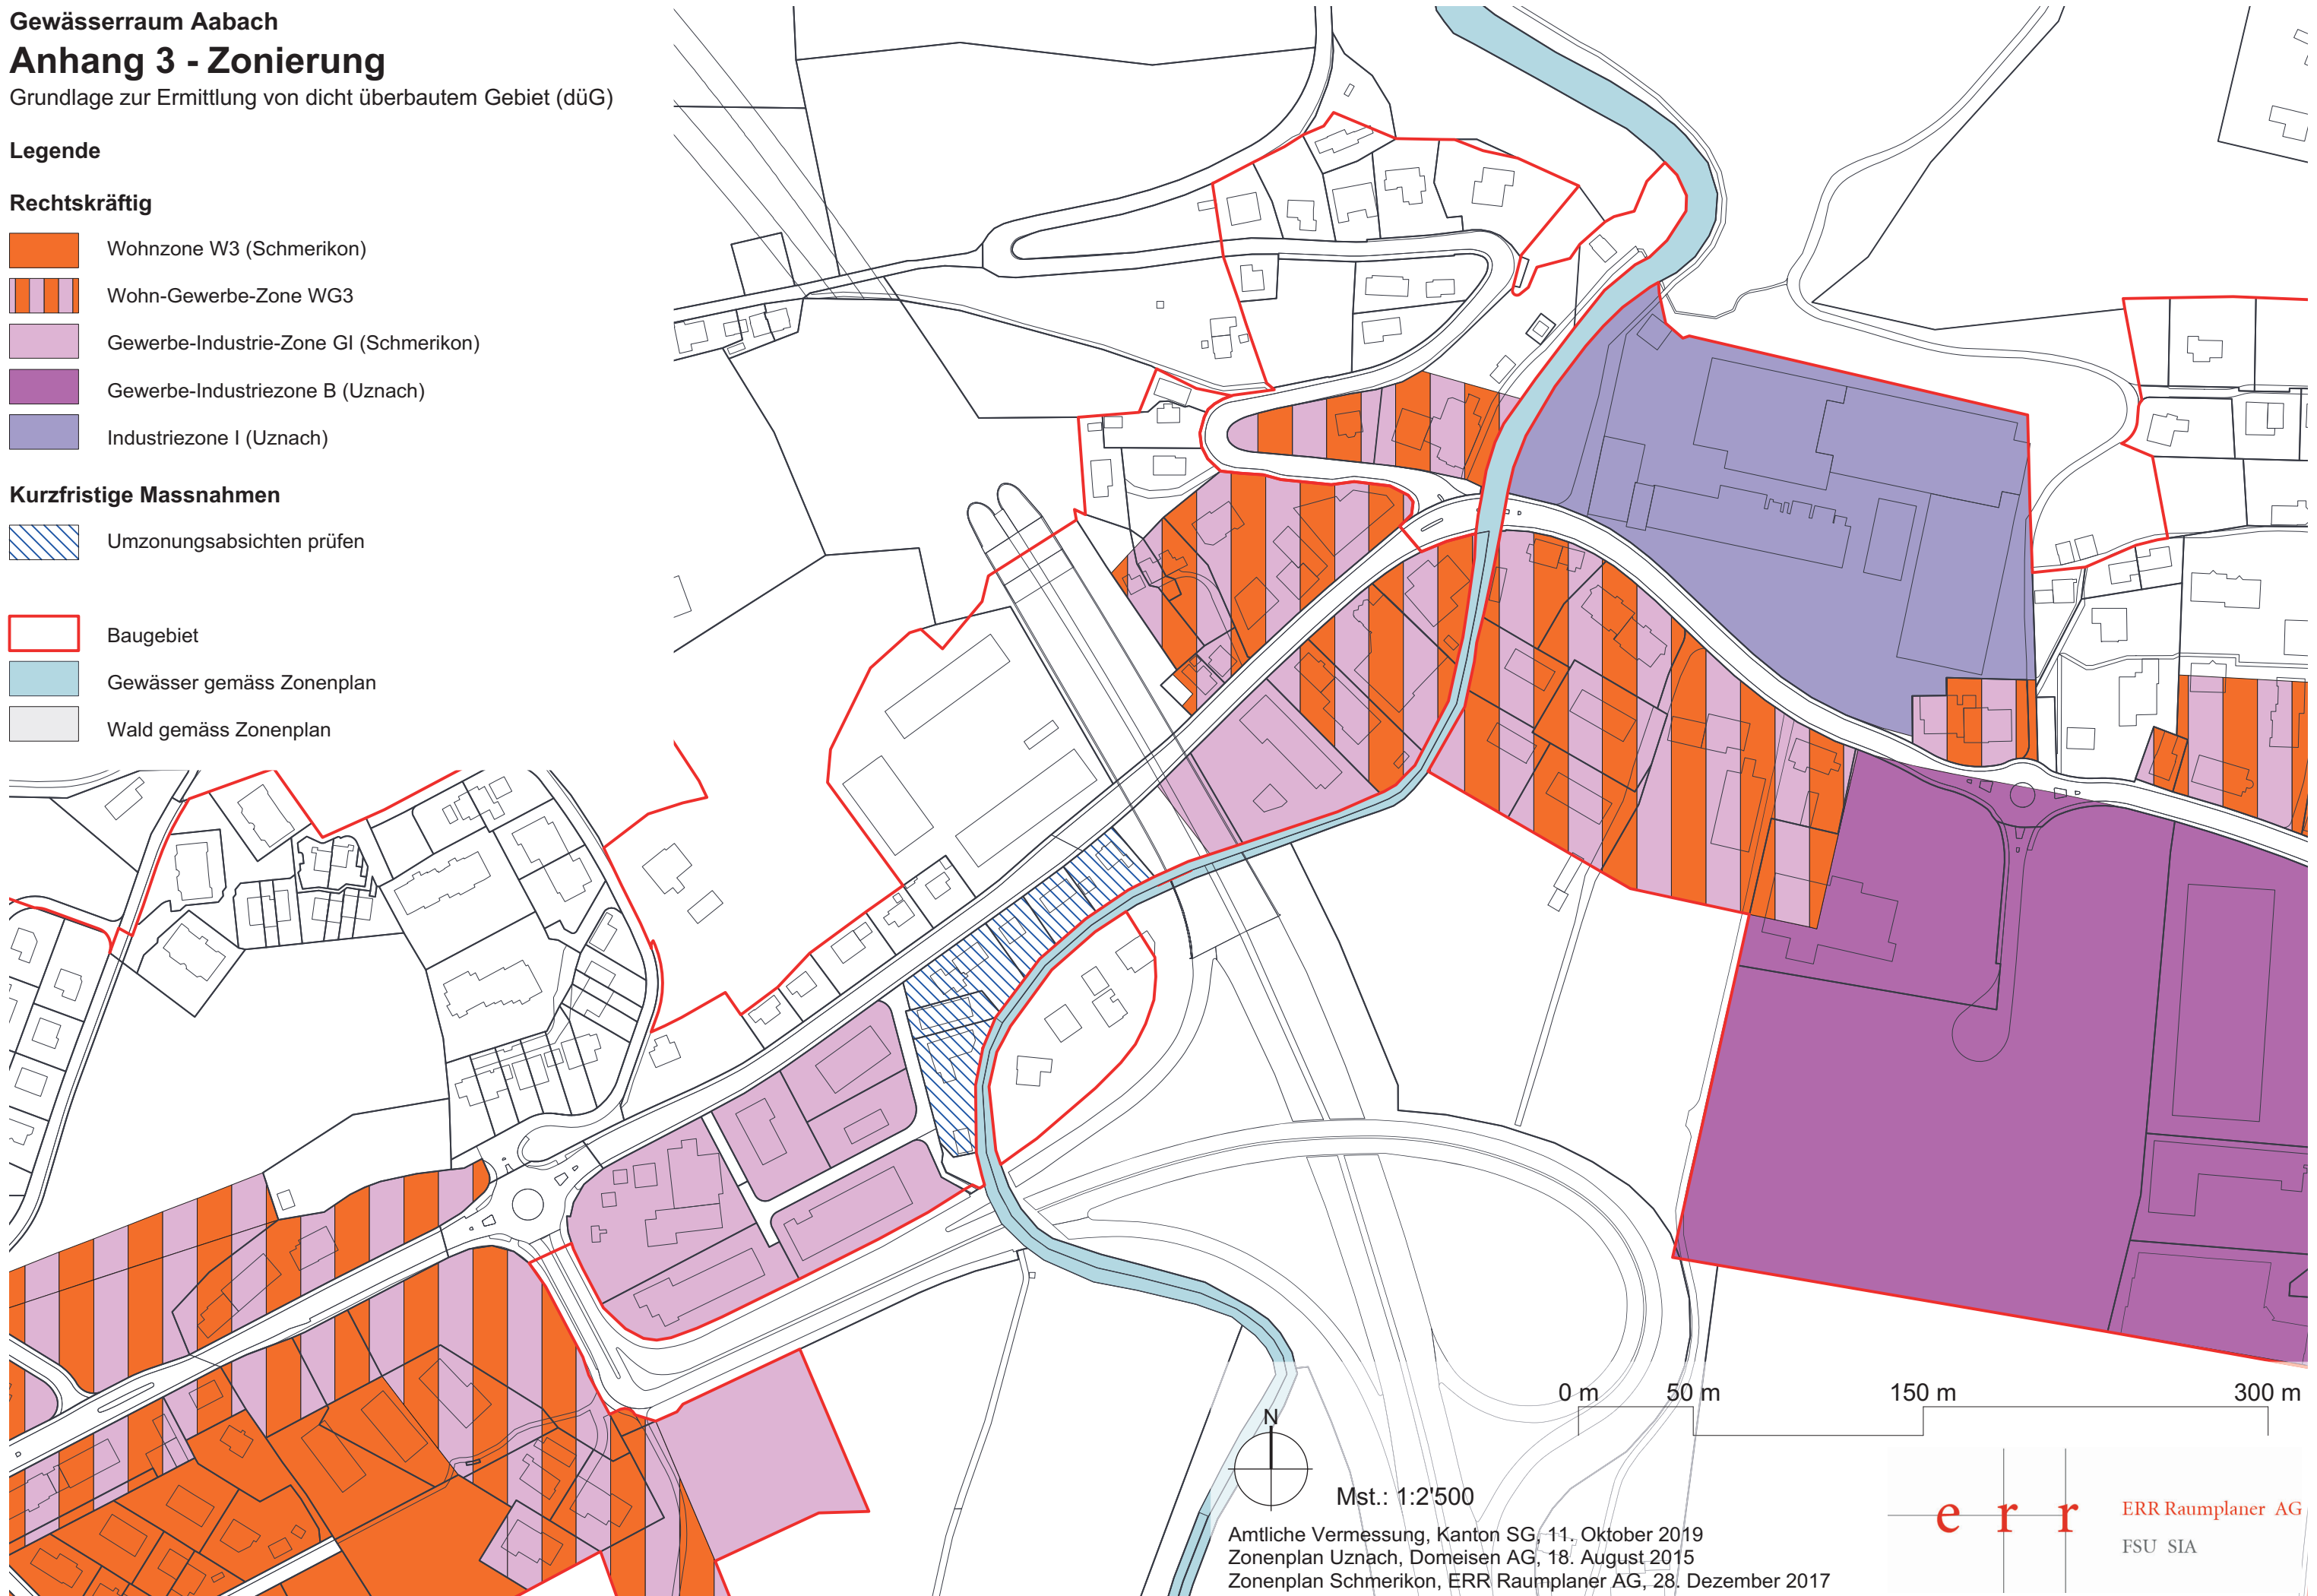 Gewässerraum Aabach
Anhang 3 - Zonierung
Grundlage zur Ermittlung von dicht überbautem Gebiet (düG)
Legende
Rechtskräftig
Wohnzone W3 (Schmerikon)
Wohn-Gewerbe-Zone WG3
Gewerbe-Industrie-Zone GI (Schmerikon)
Gewerbe-Industriezone B (Uznach)
Industriezone I (Uznach)
Kurzfristige Massnahmen
Umzonungsabsichten prüfen
Baugebiet
Gewässer gemäss Zonenplan
Wald gemäss Zonenplan
0 m 50 m 150 m 300 m
N
Mst.: 1:2'500
Amtliche Vermessung, Kanton SG, 11. Oktober 2019
Zonenplan Uznach, Domeisen AG, 18. August 2015
Zonenplan Schmerikon, ERR Raumplaner AG, 28. Dezember 2017
e r r
ERR Raumplaner AG
FSU SIA